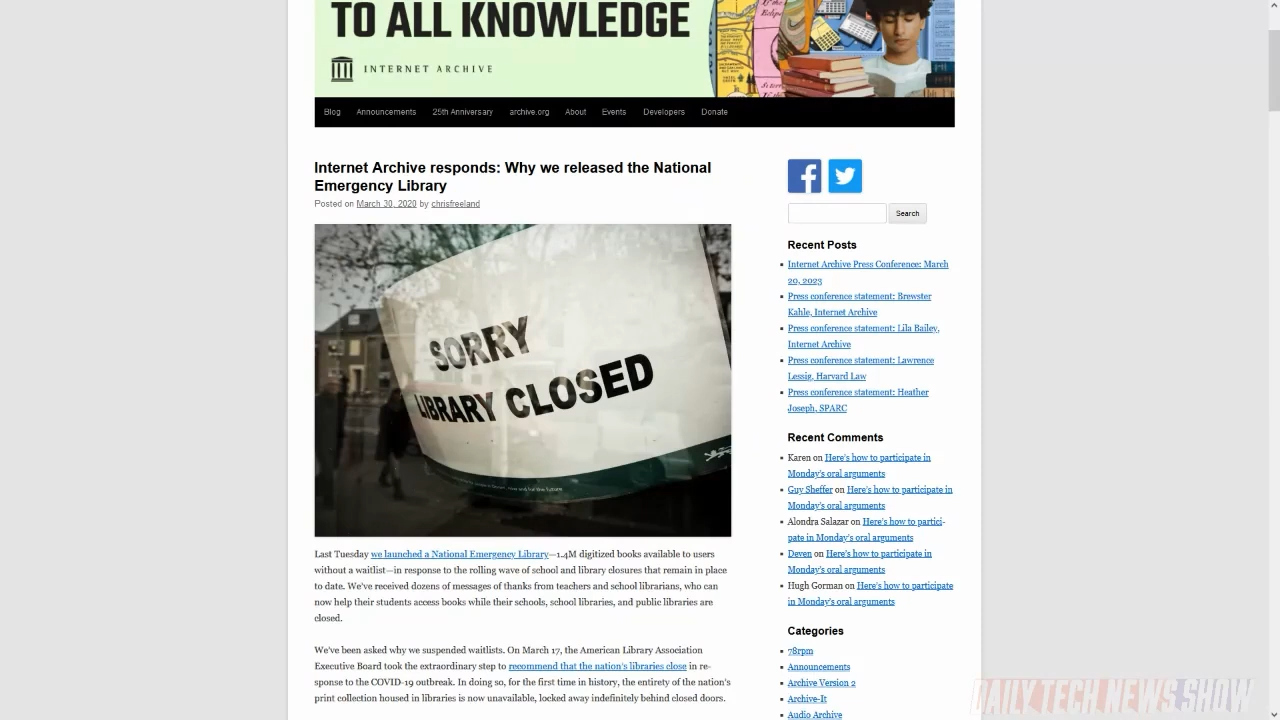 TO ALL KNOWLEDGE
INTERNET ARCHIVE
Blog Announcements 25th Anniversary archive.org About Events Developers Donate
Internet Archive responds: Why we released the National
Emergency Library
Posted on March 30, 2020 by chrisfreeland
SORRY
LIBRARY CLOSED
Last Tuesday we launched a National Emergency Library—1.4M digitized books available to users
without a waitlist—in response to the rolling wave of school and library closures that remain in place
to date. We've received dozens of messages of thanks from teachers and school librarians, who can
now help their students access books while their schools, school libraries, and public libraries are
closed.
We've been asked why we suspended waitlists. On March 17, the American Library Association
Executive Board took the extraordinary step to recommend that the nation's libraries close in re-
sponse to the COVID-19 outbreak. In doing so, for the first time in history, the entirety of the nation's
print collection housed in libraries is now unavailable, locked away indefinitely behind closed doors.
Search
Recent Posts
Internet Archive Press Conference: March
20, 2023
Press conference statement: Brewster
Kahle, Internet Archive
Press conference statement: Lila Bailey,
Internet Archive
Press conference statement: Lawrence
Lessig, Harvard Law
Press conference statement: Heather
Joseph, SPARC
Recent Comments
Karen on Here's how to participate in
Monday's oral arguments
Guy Sheffer on Here's how to participate in
Monday's oral arguments
Alondra Salazar on Here's how to partici-
pate in Monday's oral arguments
Deven on Here's how to participate in
Monday's oral arguments
Hugh Gorman on Here's how to participate
in Monday's oral arguments
Categories
78rpm
Announcements
Archive Version 2
Archive-It
Audio Archive
DAILY TECH NEWS SHOW